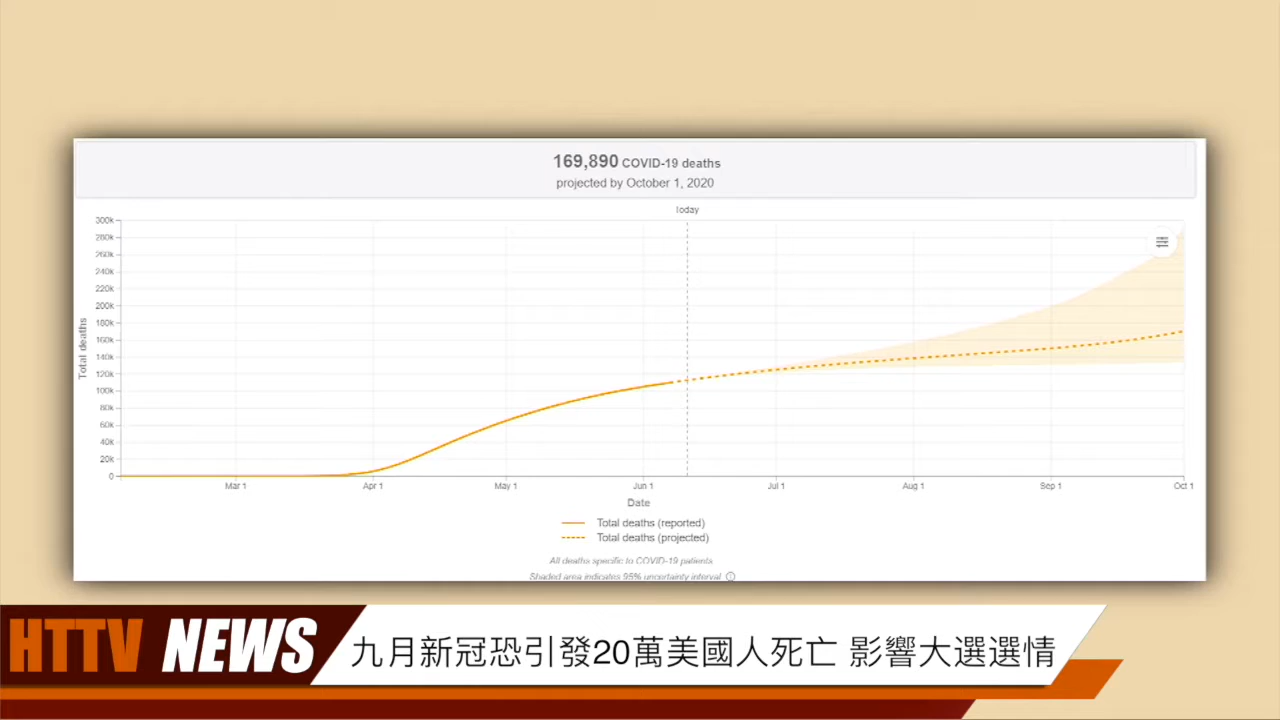 169,890 COVID-19 deaths
projected by October 1, 2020
Today
300k
280k
260k
240k
220k
200k
180k
160k
140k
120k
100k
80k
60k
40k
20k
0
Total deaths
Mar 1 Apr 1 May 1 Jun 1 Jul 1 Aug 1 Sep 1 Oct 1
Date
Total deaths (reported)
Total deaths (projected)
All deaths specific to COVID-19 patients
Shaded area indicates 95% uncertainty interval
HTTV NEWS 九月新冠恐引發20萬美國人死亡 影響大選選情